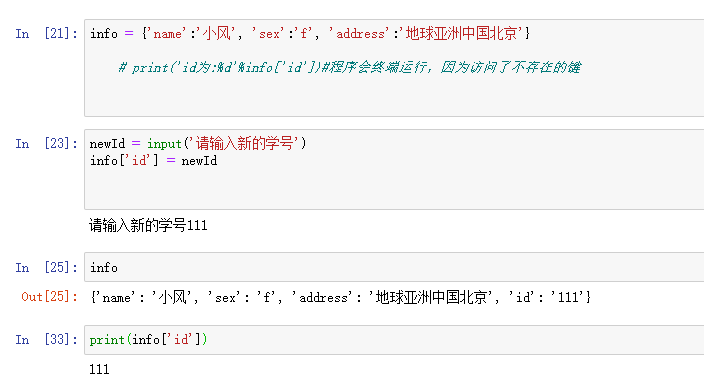 In [21]: info = {'name':'小风', 'sex':'f', 'address':'地球亚洲中国北京'}
# print('id为:%d'%info['id'])#程序会终端运行，因为访问了不存在的键
In [23]: newId = input('请输入新的学号')
info['id'] = newId
请输入新的学号111
In [25]: info
Out[25]: {'name': '小风', 'sex': 'f', 'address': '地球亚洲中国北京', 'id': '111'}
In [33]: print(info['id'])
111